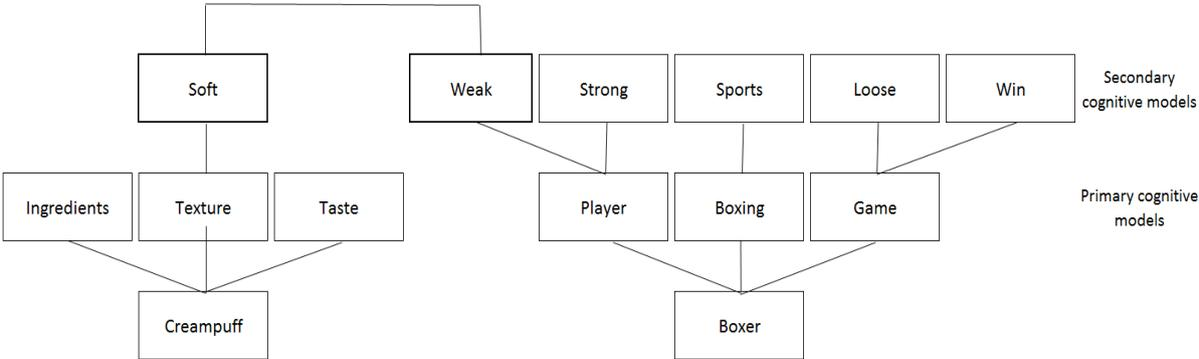 Soft
Weak
Strong
Sports
Loose
Win
Secondary
cognitive models
Ingredients
Texture
Taste
Player
Boxing
Game
Primary cognitive
models
Creampuff
Boxer